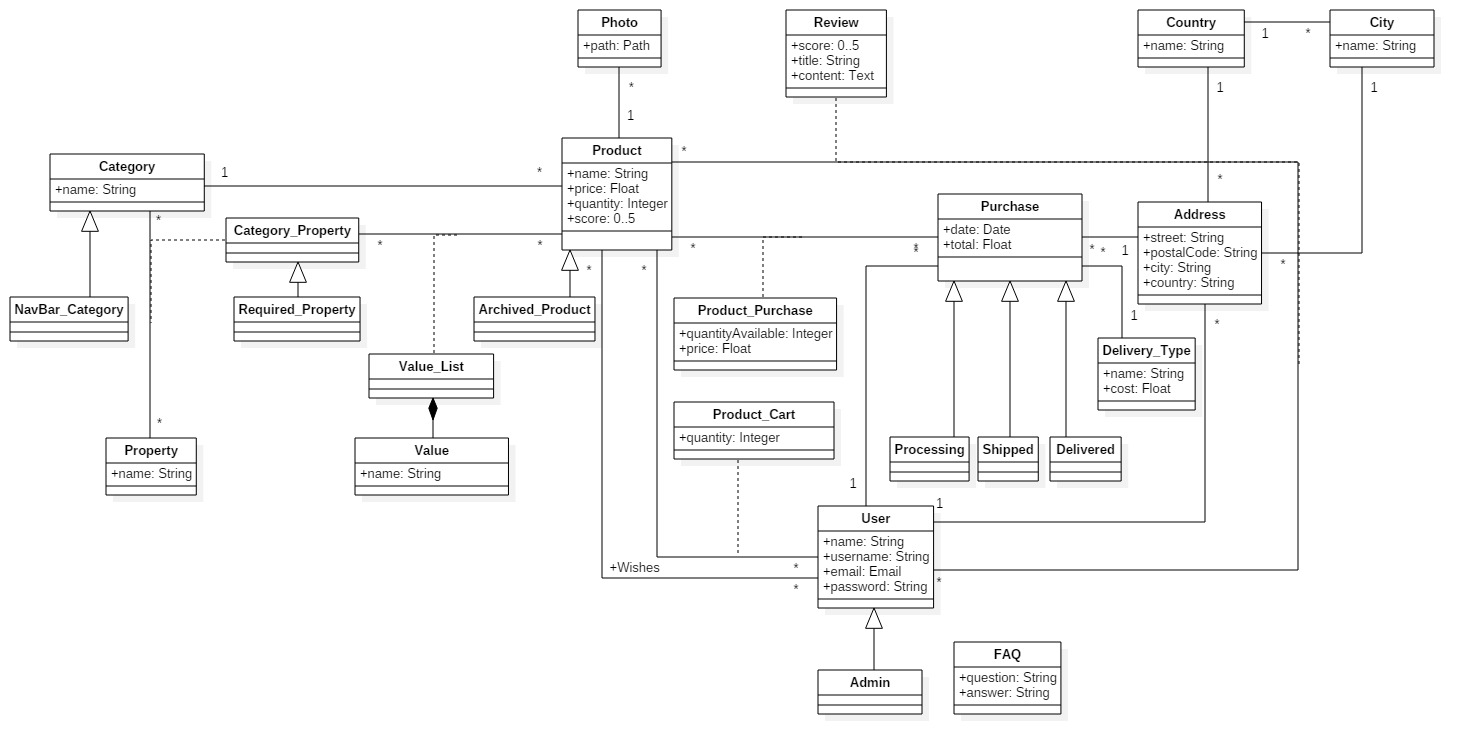 Photo
+path: Path
*
1
Review
+score: 0..5
+title: String
+content: Text
Country
+name: String
1
*
City
+name: String
1
*
1
*
Category
+name: String
1
*
Product
+name: String
+price: Float
+quantity: Integer
+score: 0..5
*
*
*
Category_Property
*
*
*
*
*
Purchase
+date: Date
+total: Float
*
*
*
*
1
Address
+street: String
+postalCode: String
+city: String
+country: String
*
NavBar_Category
Required_Property
Archived_Product
Product_Purchase
+quantityAvailable: Integer
+price: Float
1
Delivery_Type
+name: String
+cost: Float
Value_List
Product_Cart
+quantity: Integer
Property
+name: String
Value
+name: String
Processing
Shipped
Delivered
1
1
User
+name: String
+username: String
+email: Email
+password: String
+Wishes
*
*
*
Admin
FAQ
+question: String
+answer: String